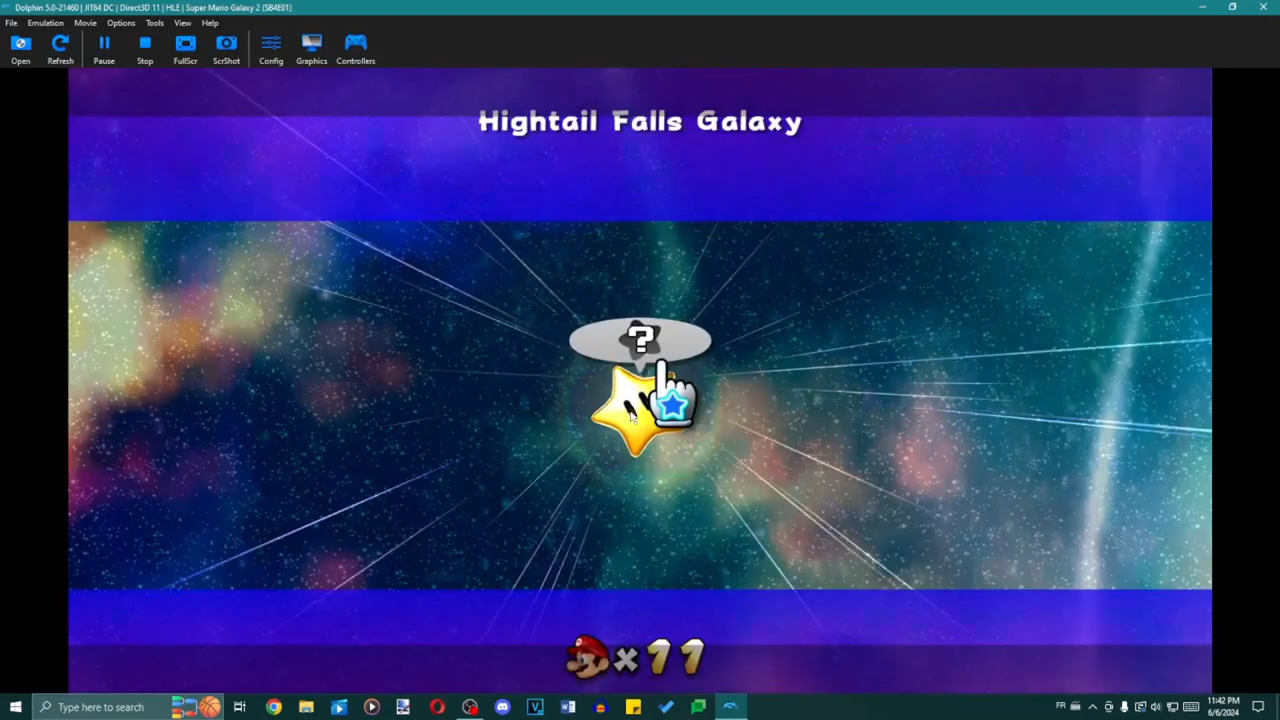 Dolphin 5.0-21460 | JIT64 DC | Direct3D 11 | HLE | Super Mario Galaxy 2 (SB4E01)
File Emulation Movie Options Tools View Help
Open Refresh Pause Stop FullScr ScrShot Config Graphics Controllers
Hightail Falls Galaxy
?
× 11
Type here to search
FR
11:42 PM
6/6/2024